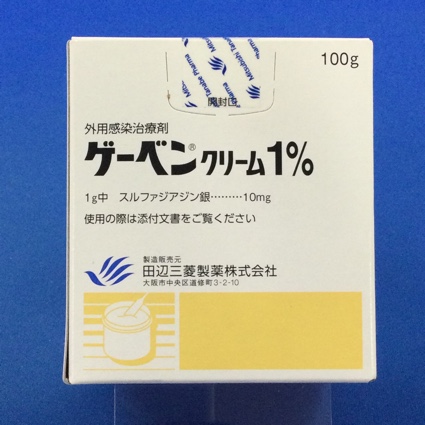 Mitsubishi Tanabe Pharma
100g
開封口
外用感染治療剤
ゲーベン®クリーム1%
1g中 スルファジアジン銀………10mg
使用の際は添付文書をご覧ください
製造販売元
田辺三菱製薬株式会社
大阪市中央区道修町3-2-10